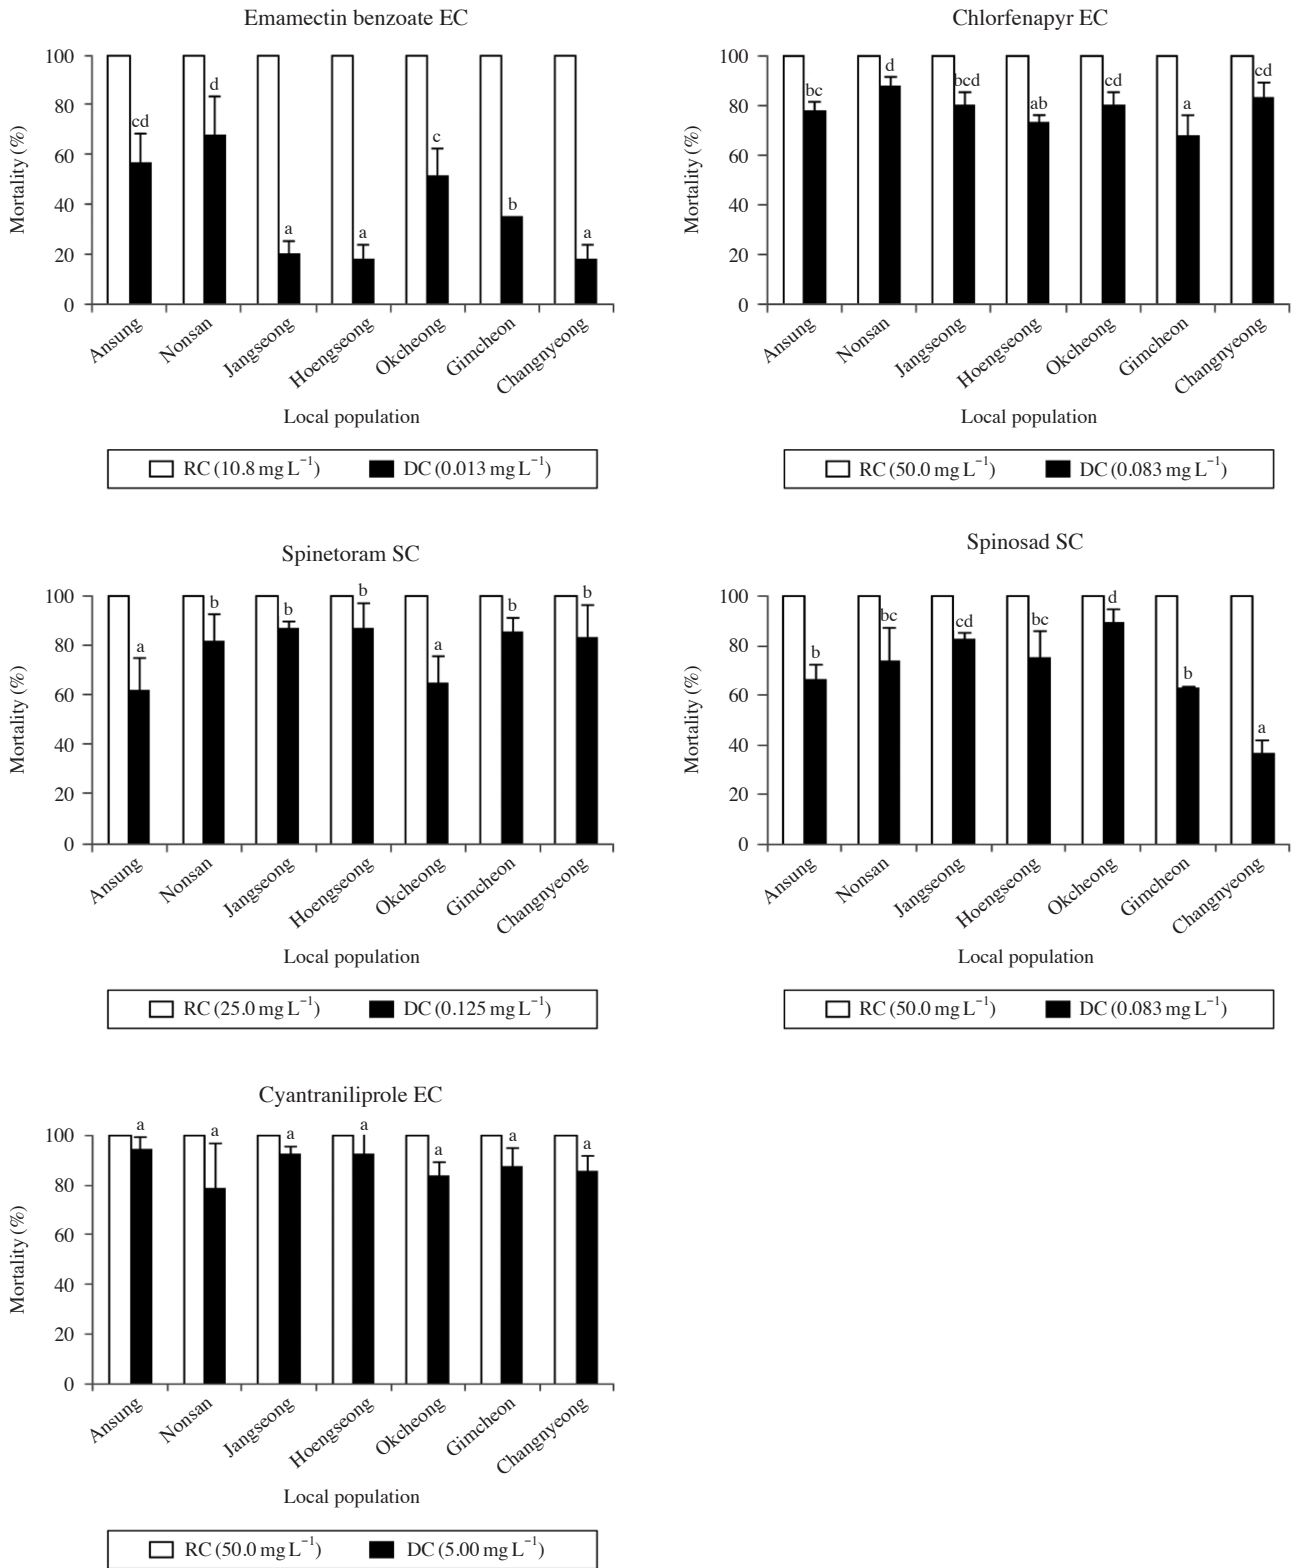 Emamectin benzoate EC
Mortality (%)
100
80
60
40
20
0
cd
d
a
a
c
b
a
Ansung
Nonsan
Jangseong
Hoengseong
Okcheong
Gimcheon
Changnyeong
Local population
RC (10.8 mg L⁻¹) DC (0.013 mg L⁻¹)
Chlorfenapyr EC
Mortality (%)
100
80
60
40
20
0
bc
d
bcd
ab
cd
a
cd
Ansung
Nonsan
Jangseong
Hoengseong
Okcheong
Gimcheon
Changnyeong
Local population
RC (50.0 mg L⁻¹) DC (0.083 mg L⁻¹)
Spinetoram SC
Mortality (%)
100
80
60
40
20
0
a
b
b
b
a
b
b
Ansung
Nonsan
Jangseong
Hoengseong
Okcheong
Gimcheon
Changnyeong
Local population
RC (25.0 mg L⁻¹) DC (0.125 mg L⁻¹)
Spinosad SC
Mortality (%)
100
80
60
40
20
0
b
bc
cd
bc
d
b
a
Ansung
Nonsan
Jangseong
Hoengseong
Okcheong
Gimcheon
Changnyeong
Local population
RC (50.0 mg L⁻¹) DC (0.083 mg L⁻¹)
Cyantraniliprole EC
Mortality (%)
100
80
60
40
20
0
a
a
a
a
a
a
a
Ansung
Nonsan
Jangseong
Hoengseong
Okcheong
Gimcheon
Changnyeong
Local population
RC (50.0 mg L⁻¹) DC (5.00 mg L⁻¹)